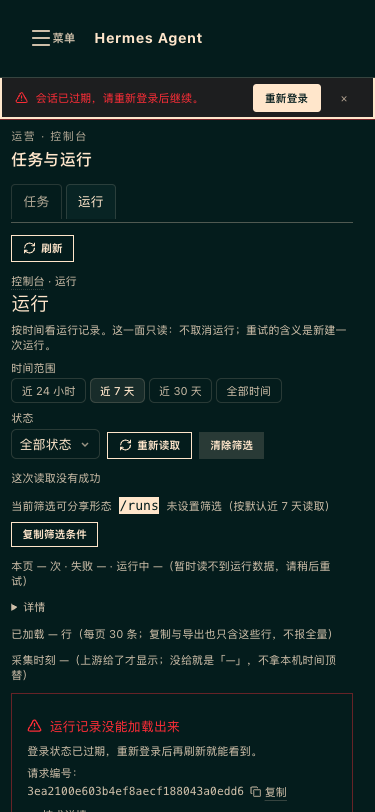 菜单 Hermes Agent
会话已过期，请重新登录后继续。 重新登录 ×
运营 · 控制台
任务与运行
任务 运行
刷新
控制台 · 运行
运行
按时间看运行记录。这一面只读：不取消运行；重试的含义是新建一
次运行。
时间范围
近 24 小时 近 7 天 近 30 天 全部时间
状态
全部状态 重新读取 清除筛选
这次读取没有成功
当前筛选可分享形态 /runs 未设置筛选（按默认近 7 天读取）
复制筛选条件
本页 — 次 · 失败 — · 运行中 —（暂时读不到运行数据，请稍后重
试）
▶ 详情
已加载 — 行（每页 30 条；复制与导出也只含这些行，不报全量）
采集时刻 —（上游给了才显示；没给就是「—」，不拿本机时间顶
替）
运行记录没能加载出来
登录状态已过期，重新登录后再刷新就能看到。
请求编号：
3ea2100e603b4ef8aecf188043a0edd6 复制